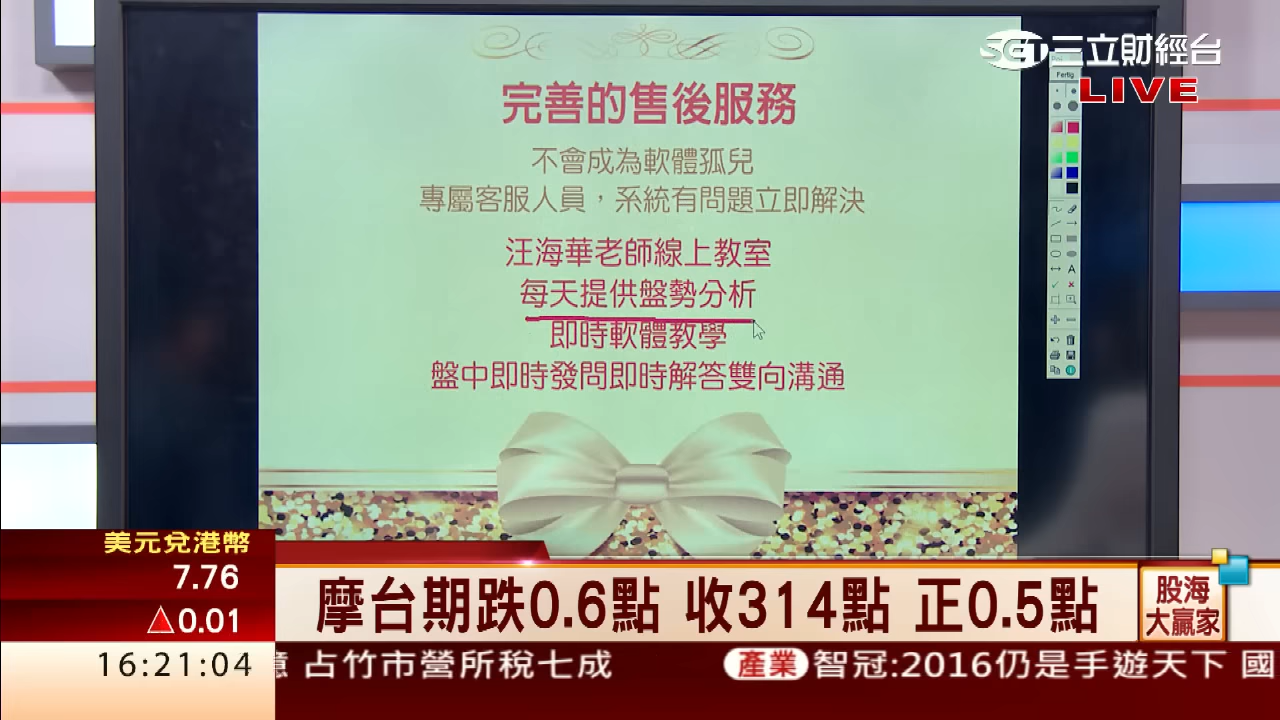 SET三立財經台
LIVE
Fertig
完善的售後服務
不會成為軟體孤兒
專屬客服人員，系統有問題立即解決
汪海華老師線上教室
每天提供盤勢分析
即時軟體教學
盤中即時發問即時解答雙向溝通
美元兌港幣
7.76
△0.01
16:21:04
摩台期跌0.6點 收314點 正0.5點
股海
大贏家
占竹市營所稅七成
產業 智冠:2016仍是手遊天下 國